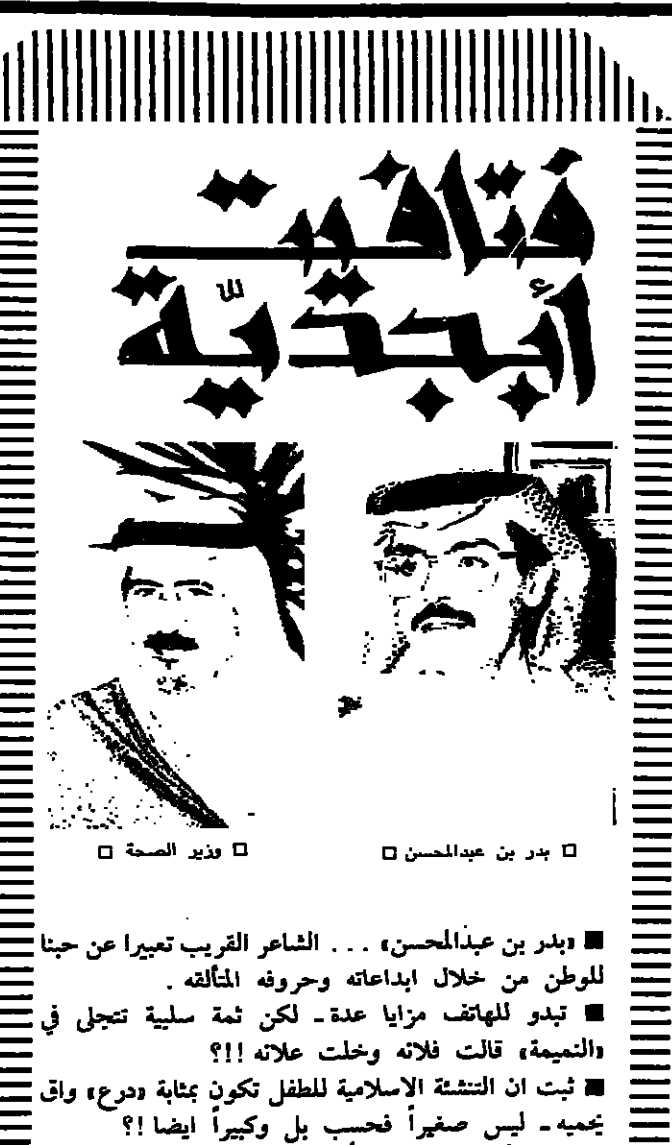 فتافيت
أبجديّة
□ بدر بن عبدالمحسن □
□ وزير الصحة □
■ «بدر بن عبدالمحسن» ... الشاعر القريب تعبيرا عن حبنا
للوطن من خلال ابداعاته وحروفه المتألقه .
■ تبدو للهاتف مزايا عدة ـ لكن ثمة سلبية تتجلى في
«النميمة» قالت فلانه وخلت علانه !!؟
■ ثبت ان التنشئة الاسلامية للطفل تكون بمثابة «درع» واق
يحميه ـ ليس صغيراً فحسب بل وكبيراً ايضا !؟